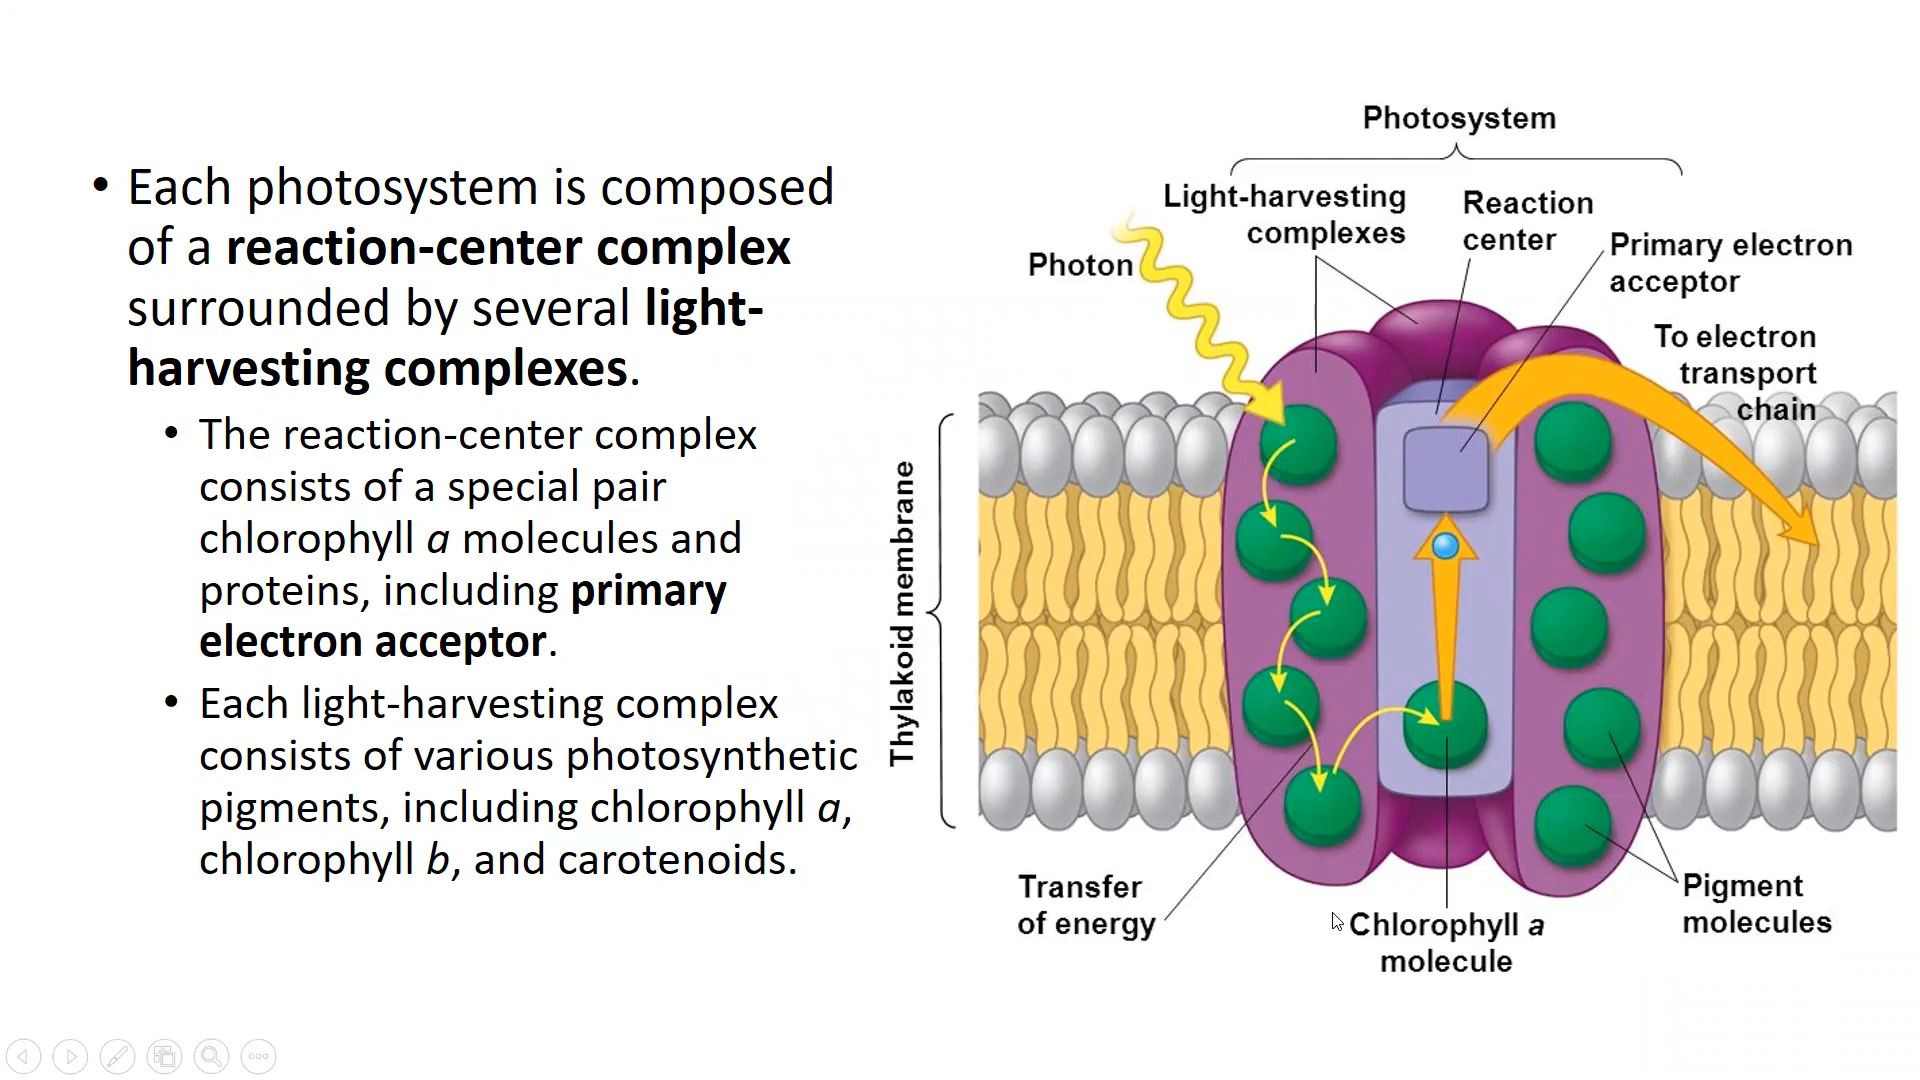 • Each photosystem is composed
of a reaction-center complex
surrounded by several light-
harvesting complexes.
• The reaction-center complex
consists of a special pair
chlorophyll a molecules and
proteins, including primary
electron acceptor.
• Each light-harvesting complex
consists of various photosynthetic
pigments, including chlorophyll a,
chlorophyll b, and carotenoids.
Photosystem
Light-harvesting
complexes
Reaction
center
Primary electron
acceptor
Photon
To electron
transport
chain
Thylakoid membrane
Transfer
of energy
Chlorophyll a
molecule
Pigment
molecules